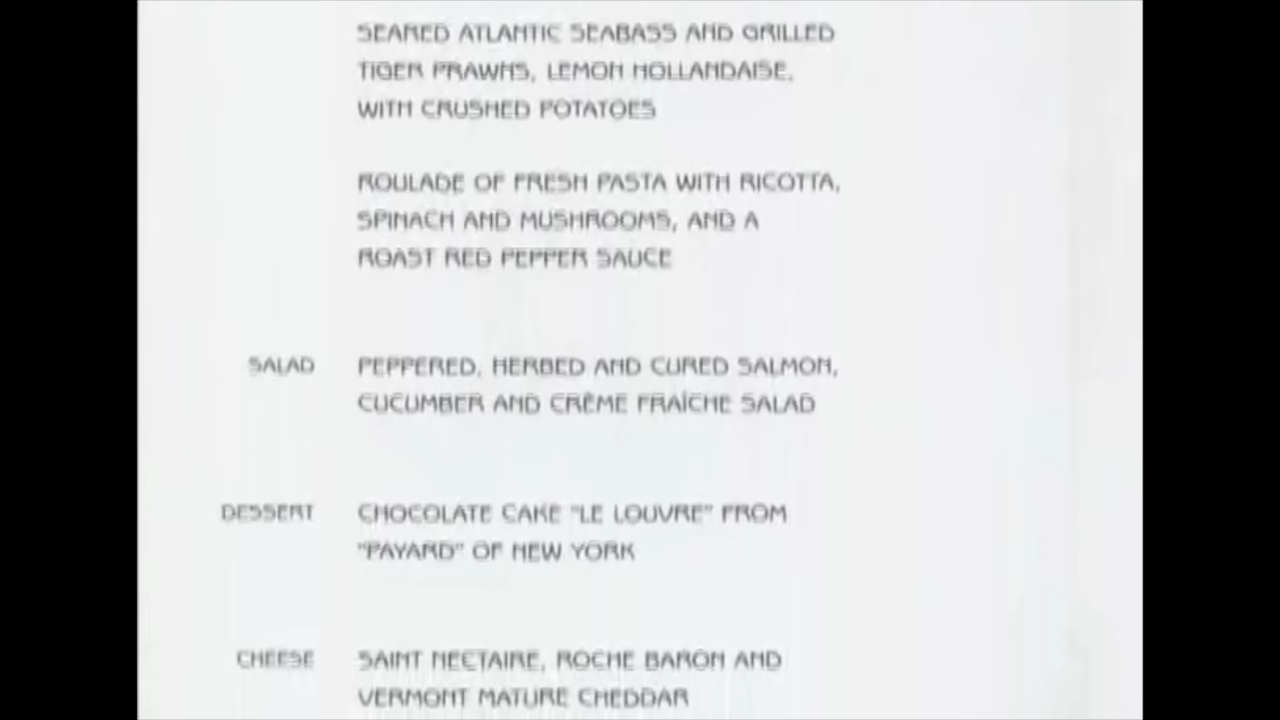 SEARED ATLANTIC SEABASS AND GRILLED
TIGER PRAWNS, LEMON HOLLANDAISE,
WITH CRUSHED POTATOES
ROULADE OF FRESH PASTA WITH RICOTTA,
SPINACH AND MUSHROOMS, AND A
ROAST RED PEPPER SAUCE
SALAD PEPPERED, HERBED AND CURED SALMON,
CUCUMBER AND CRÈME FRAÎCHE SALAD
DESSERT CHOCOLATE CAKE "LE LOUVRE" FROM
"PAYARD" OF NEW YORK
CHEESE SAINT NECTAIRE, ROCHE BARON AND
VERMONT MATURE CHEDDAR